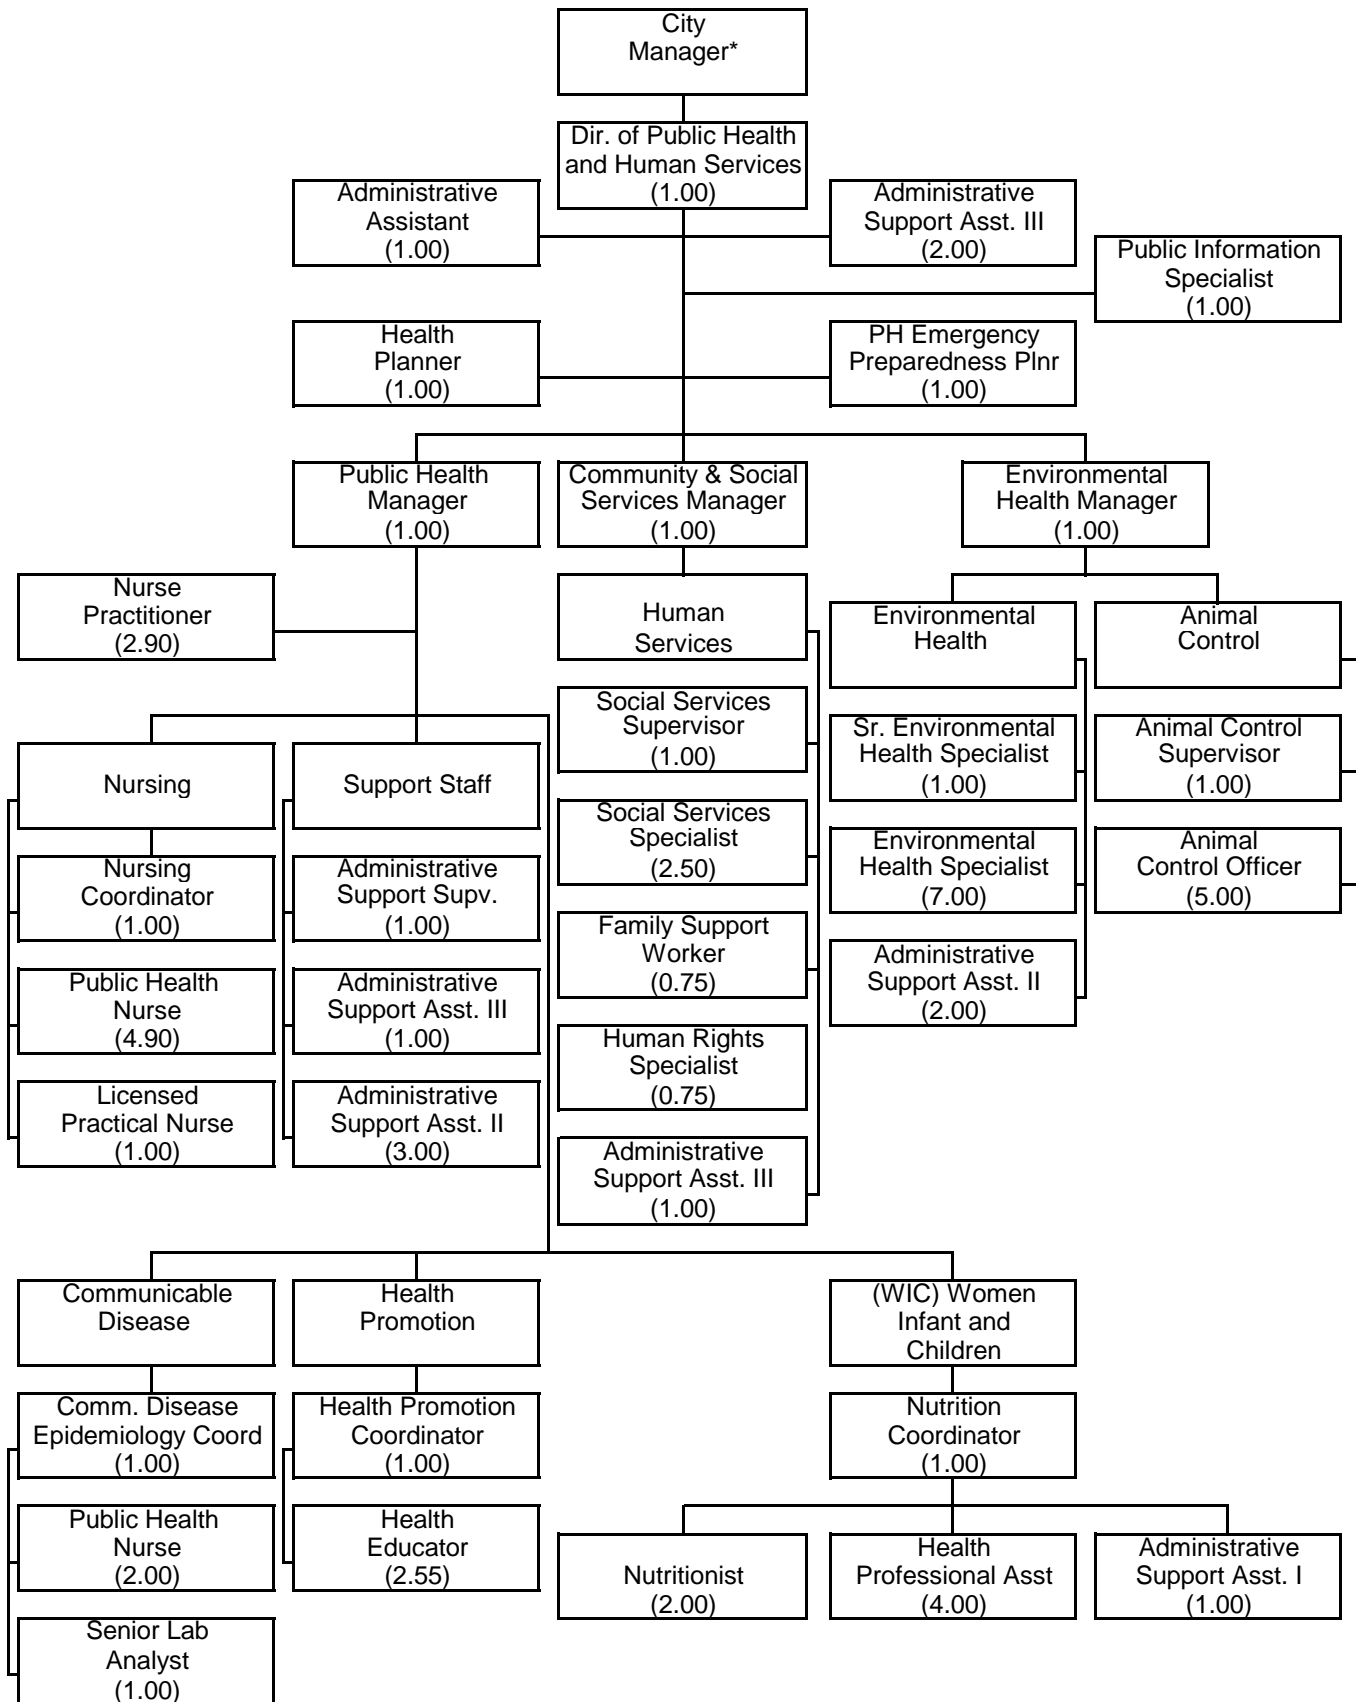 City
Manager*
Dir. of Public Health
and Human Services
(1.00)
Administrative
Assistant
(1.00)
Administrative
Support Asst. III
(2.00)
Public Information
Specialist
(1.00)
Health
Planner
(1.00)
PH Emergency
Preparedness Plnr
(1.00)
Public Health
Manager
(1.00)
Community & Social
Services Manager
(1.00)
Environmental
Health Manager
(1.00)
Nurse
Practitioner
(2.90)
Human
Services
Environmental
Health
Animal
Control
Social Services
Supervisor
(1.00)
Sr. Environmental
Health Specialist
(1.00)
Animal Control
Supervisor
(1.00)
Nursing
Support Staff
Social Services
Specialist
(2.50)
Environmental
Health Specialist
(7.00)
Animal
Control Officer
(5.00)
Nursing
Coordinator
(1.00)
Administrative
Support Supv.
(1.00)
Family Support
Worker
(0.75)
Administrative
Support Asst. II
(2.00)
Public Health
Nurse
(4.90)
Administrative
Support Asst. III
(1.00)
Human Rights
Specialist
(0.75)
Licensed
Practical Nurse
(1.00)
Administrative
Support Asst. II
(3.00)
Administrative
Support Asst. III
(1.00)
Communicable
Disease
Health
Promotion
(WIC) Women
Infant and
Children
Comm. Disease
Epidemiology Coord
(1.00)
Health Promotion
Coordinator
(1.00)
Nutrition
Coordinator
(1.00)
Public Health
Nurse
(2.00)
Health
Educator
(2.55)
Nutritionist
(2.00)
Health
Professional Asst
(4.00)
Administrative
Support Asst. I
(1.00)
Senior Lab
Analyst
(1.00)